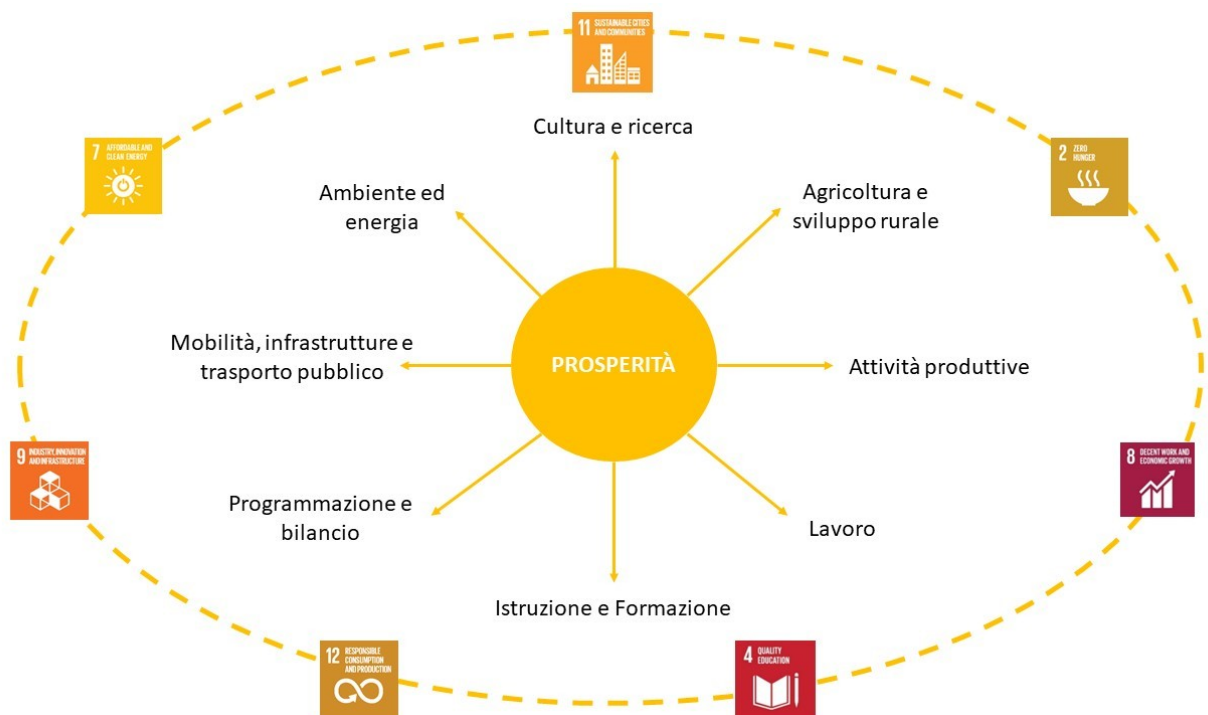 11 SUSTAINABLE CITIES
AND COMMUNITIES
Cultura e ricerca
7 AFFORDABLE AND
CLEAN ENERGY
2 ZERO
HUNGER
Ambiente ed
energia
Agricoltura e
sviluppo rurale
Mobilità, infrastrutture e
trasporto pubblico
PROSPERITÀ
Attività produttive
9 INDUSTRY, INNOVATION
AND INFRASTRUCTURE
8 DECENT WORK AND
ECONOMIC GROWTH
Programmazione e
bilancio
Lavoro
Istruzione e Formazione
12 RESPONSIBLE
CONSUMPTION
AND PRODUCTION
4 QUALITY
EDUCATION